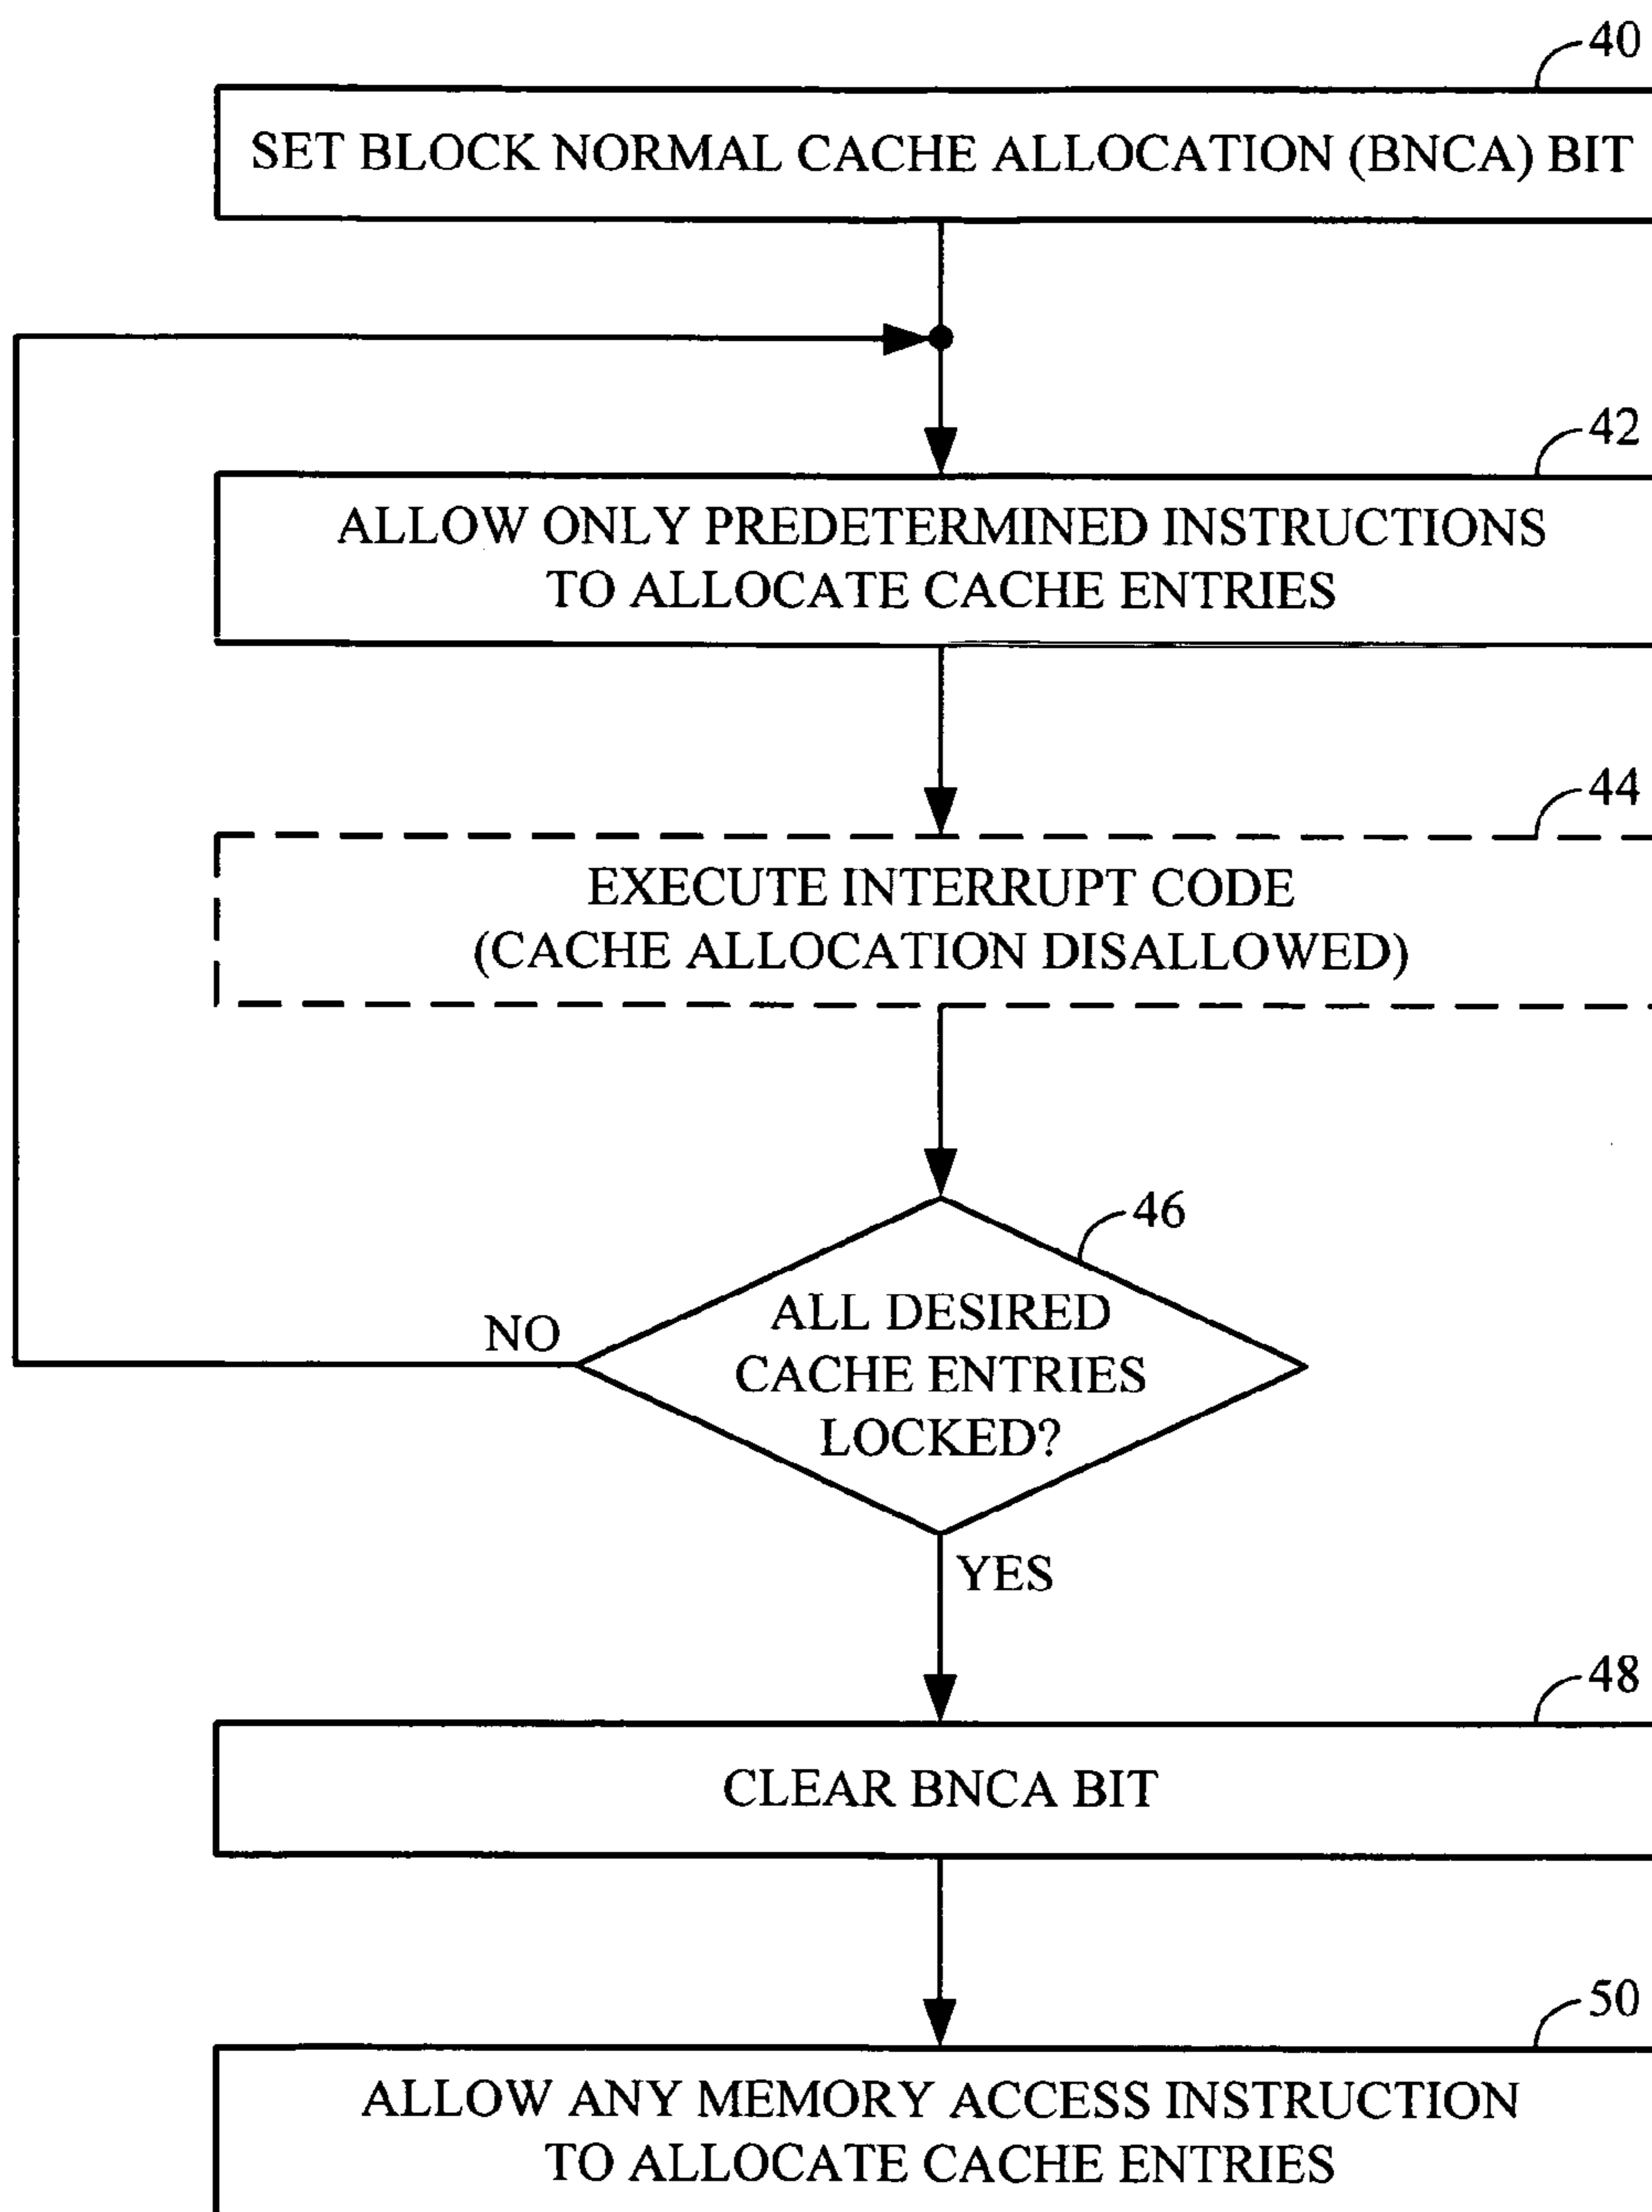 40
SET BLOCK NORMAL CACHE ALLOCATION (BNCA) BIT
42
ALLOW ONLY PREDETERMINED INSTRUCTIONS
TO ALLOCATE CACHE ENTRIES
44
EXECUTE INTERRUPT CODE
(CACHE ALLOCATION DISALLOWED)
46
ALL DESIRED
CACHE ENTRIES
LOCKED?
NO
YES
48
CLEAR BNCA BIT
50
ALLOW ANY MEMORY ACCESS INSTRUCTION
TO ALLOCATE CACHE ENTRIES